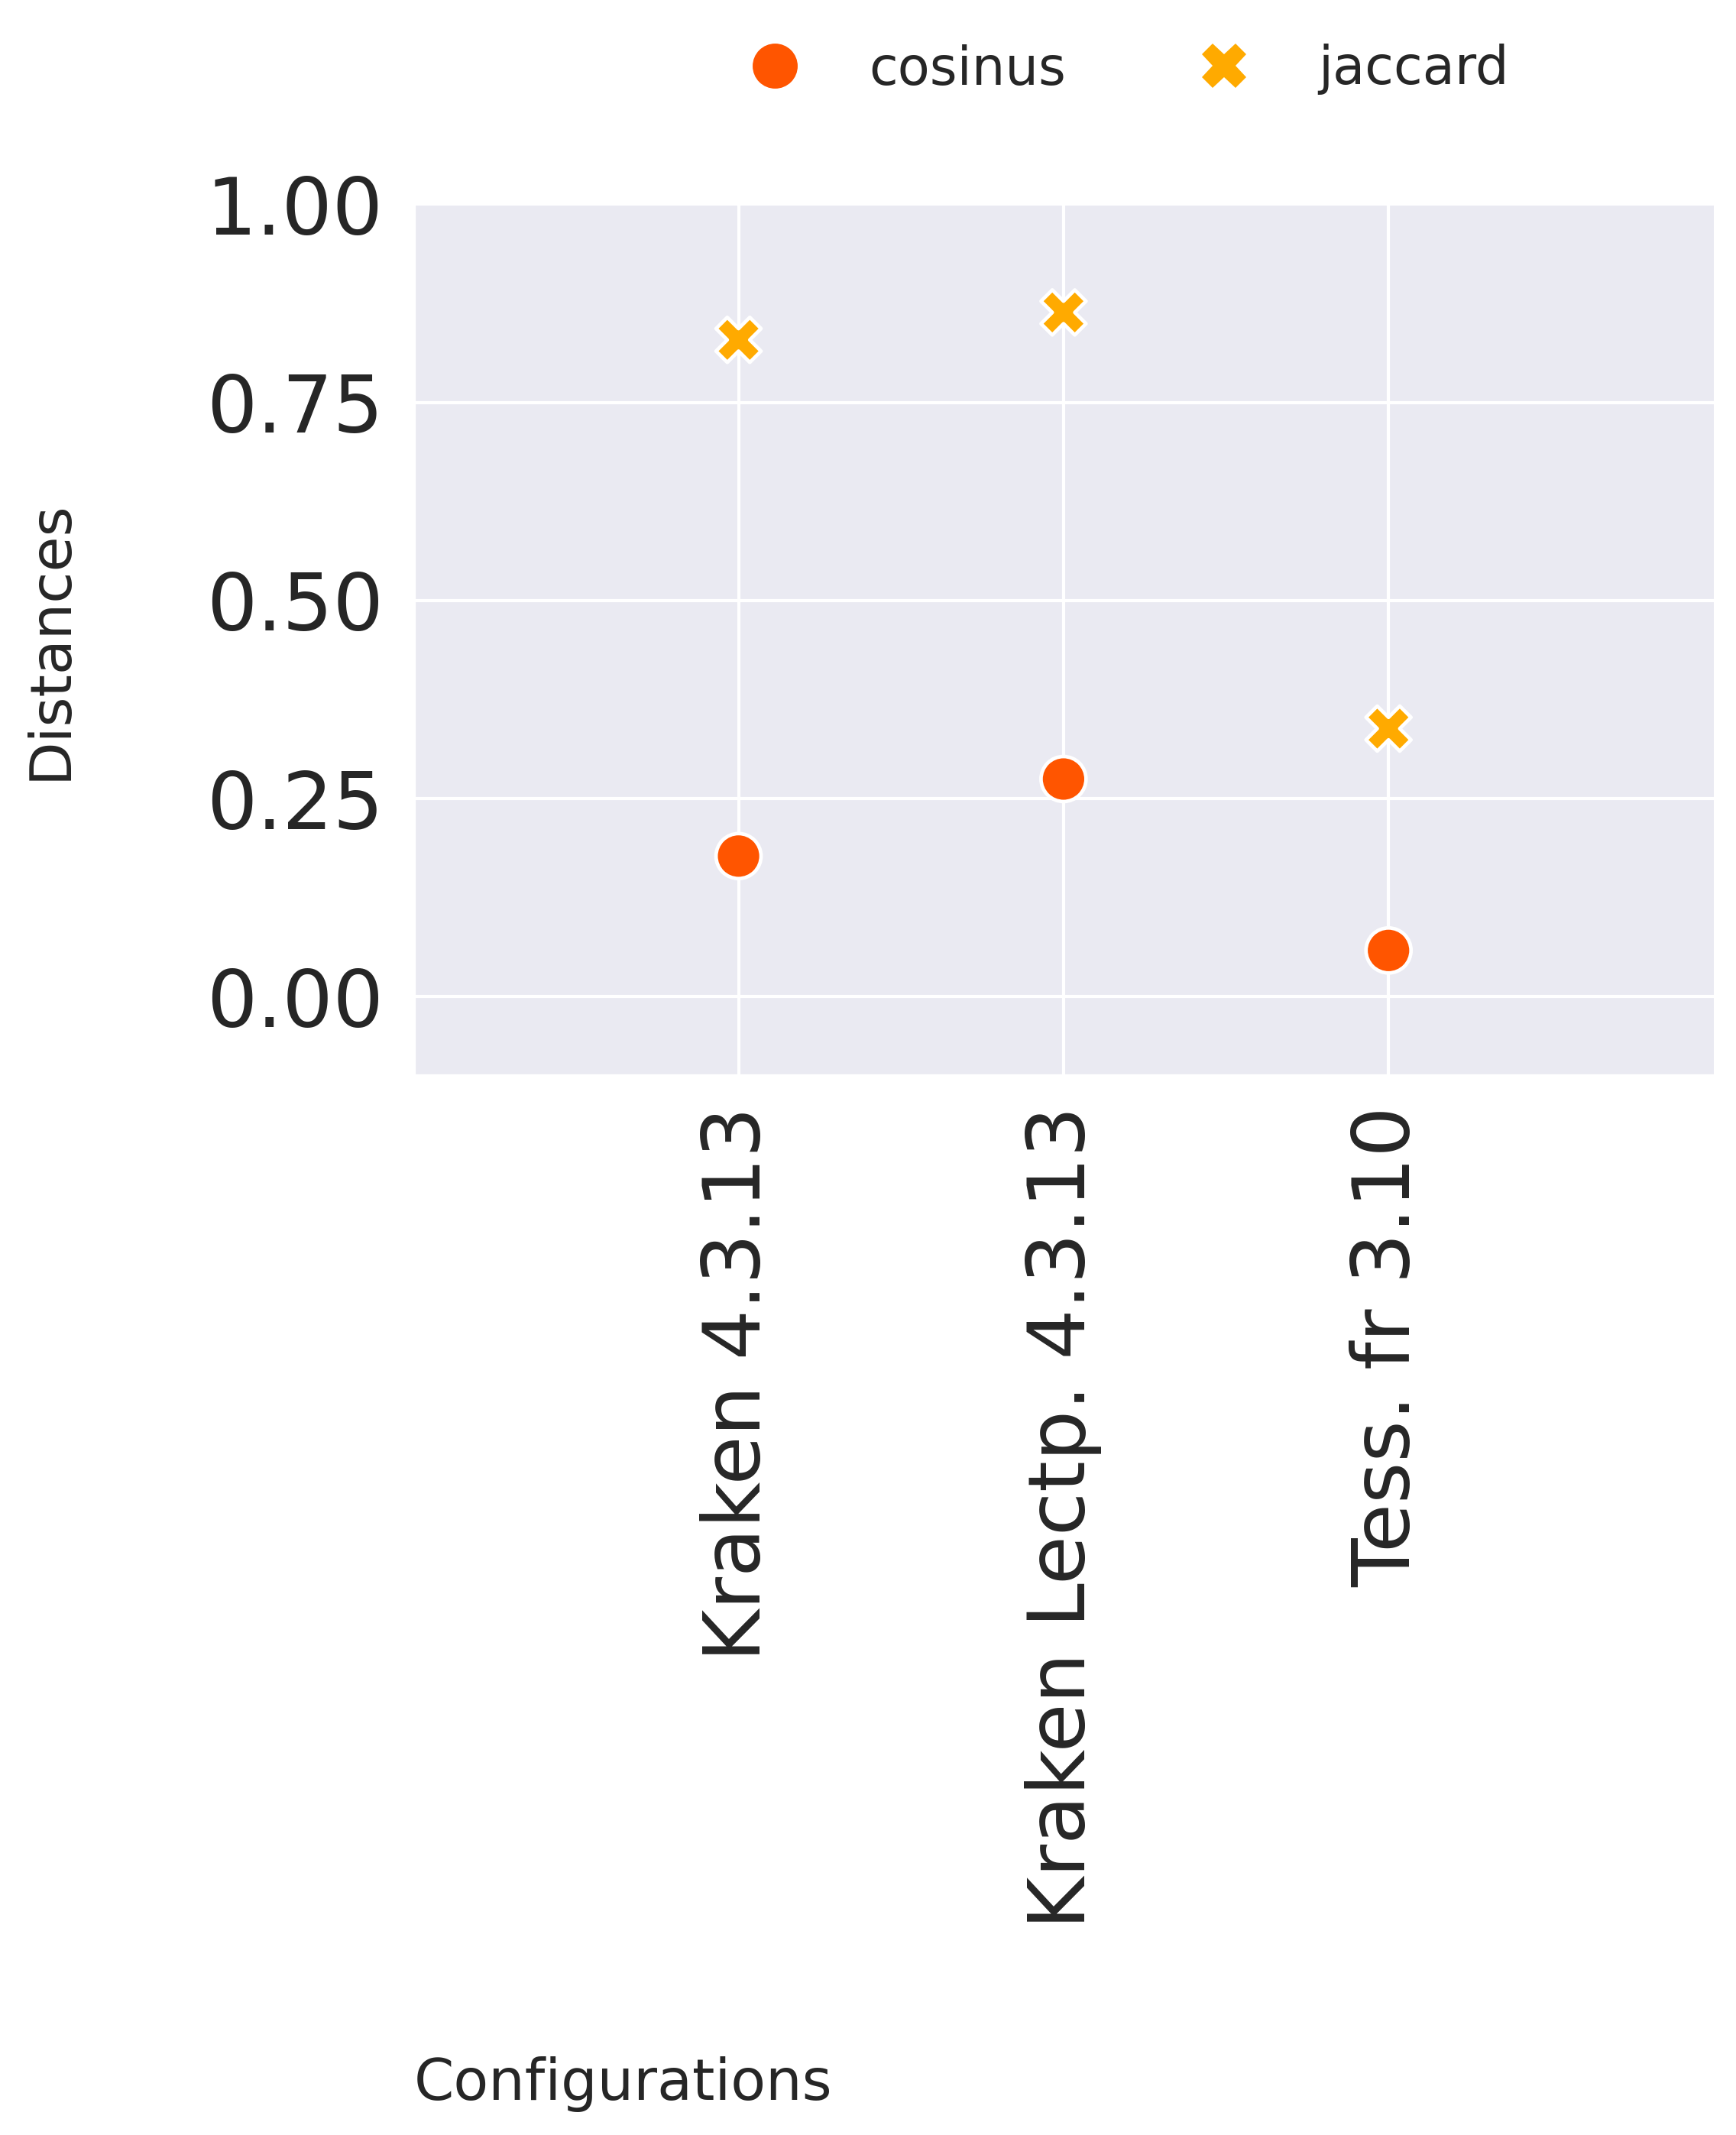 cosinus jaccard
1.00
0.75
0.50
0.25
0.00
Distances
Kraken 4.3.13
Kraken Lectp. 4.3.13
Tess. fr 3.10
Configurations